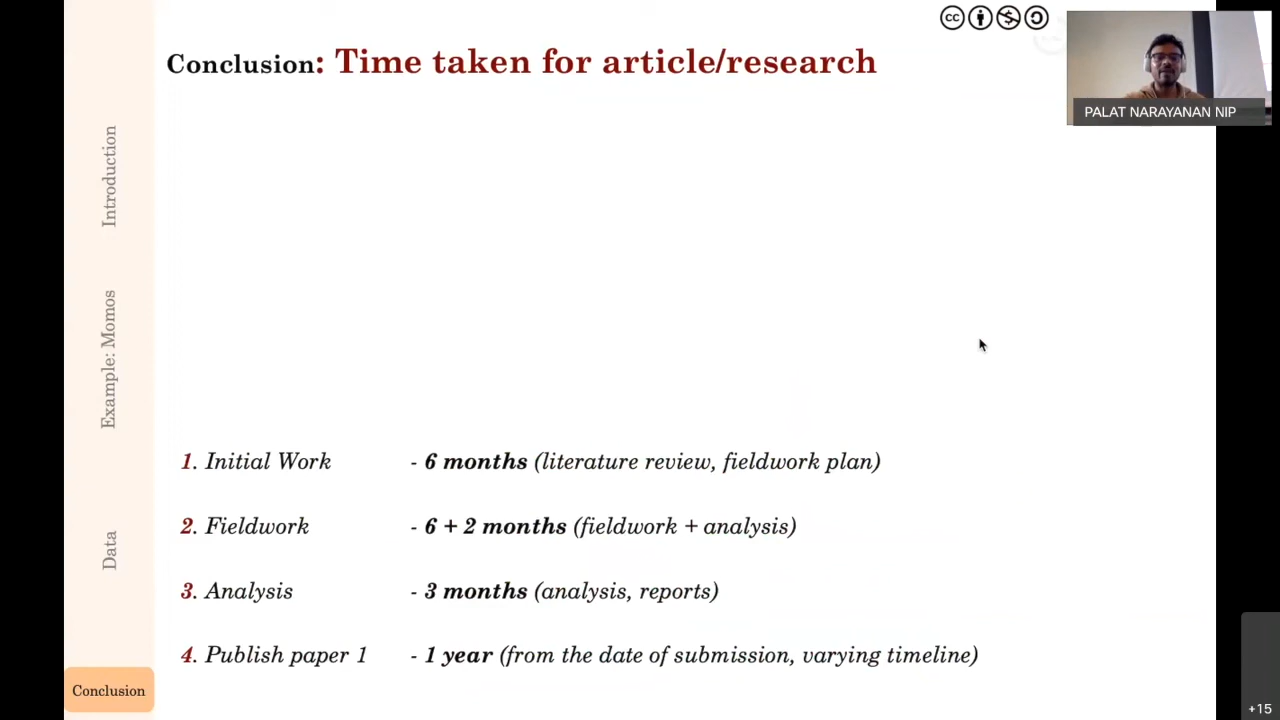 Conclusion: Time taken for article/research
PALAT NARAYANAN NIP
Introduction
Example: Momos
Data
Conclusion
1. Initial Work - 6 months (literature review, fieldwork plan)
2. Fieldwork - 6 + 2 months (fieldwork + analysis)
3. Analysis - 3 months (analysis, reports)
4. Publish paper 1 - 1 year (from the date of submission, varying timeline)
+15